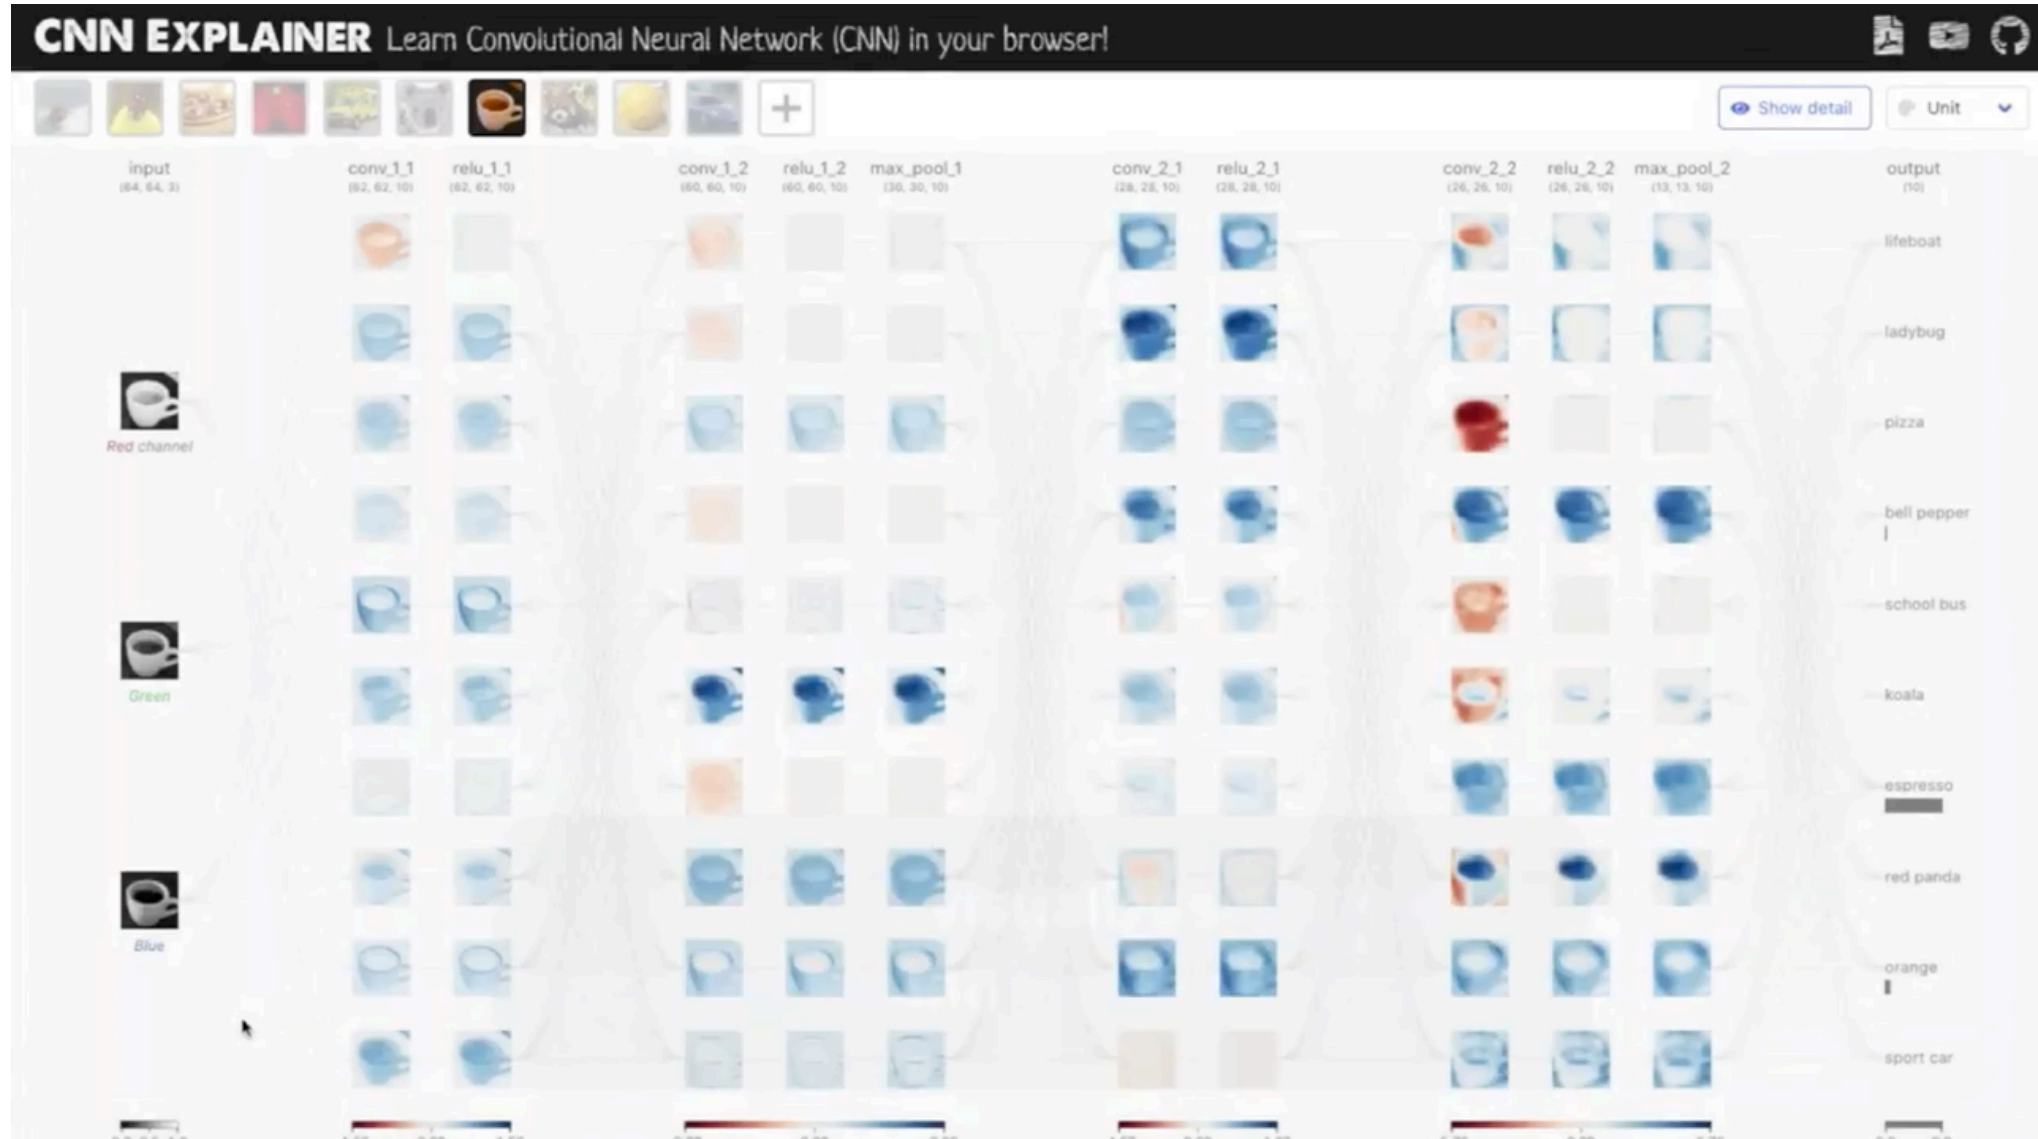 CNN EXPLAINER Learn Convolutional Neural Network (CNN) in your browser!
Show detail
Unit
input
(64, 64, 3)
conv_1_1
(62, 62, 10)
relu_1_1
(62, 62, 10)
conv_1_2
(60, 60, 10)
relu_1_2
(60, 60, 10)
max_pool_1
(30, 30, 10)
conv_2_1
(28, 28, 10)
relu_2_1
(28, 28, 10)
conv_2_2
(26, 26, 10)
relu_2_2
(26, 26, 10)
max_pool_2
(13, 13, 10)
output
(10)
Red channel
Green
Blue
lifeboat
ladybug
pizza
bell pepper
school bus
koala
espresso
red panda
orange
sport car